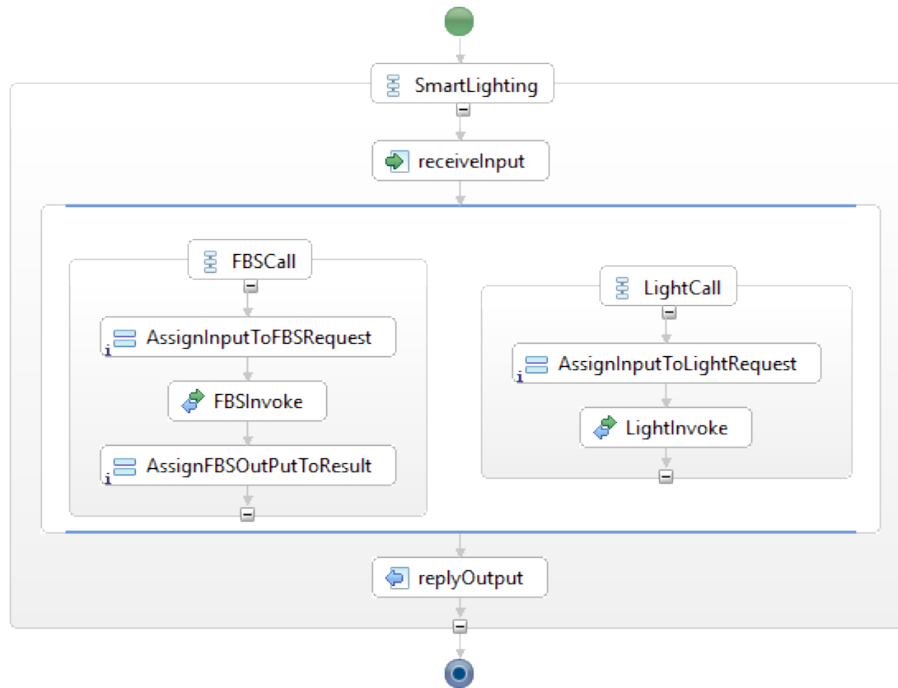 SmartLighting
receiveInput
FBSCall
AssignInputToFBSRequest
FBSInvoke
AssignFBSOutPutToResult
LightCall
AssignInputToLightRequest
LightInvoke
replyOutput